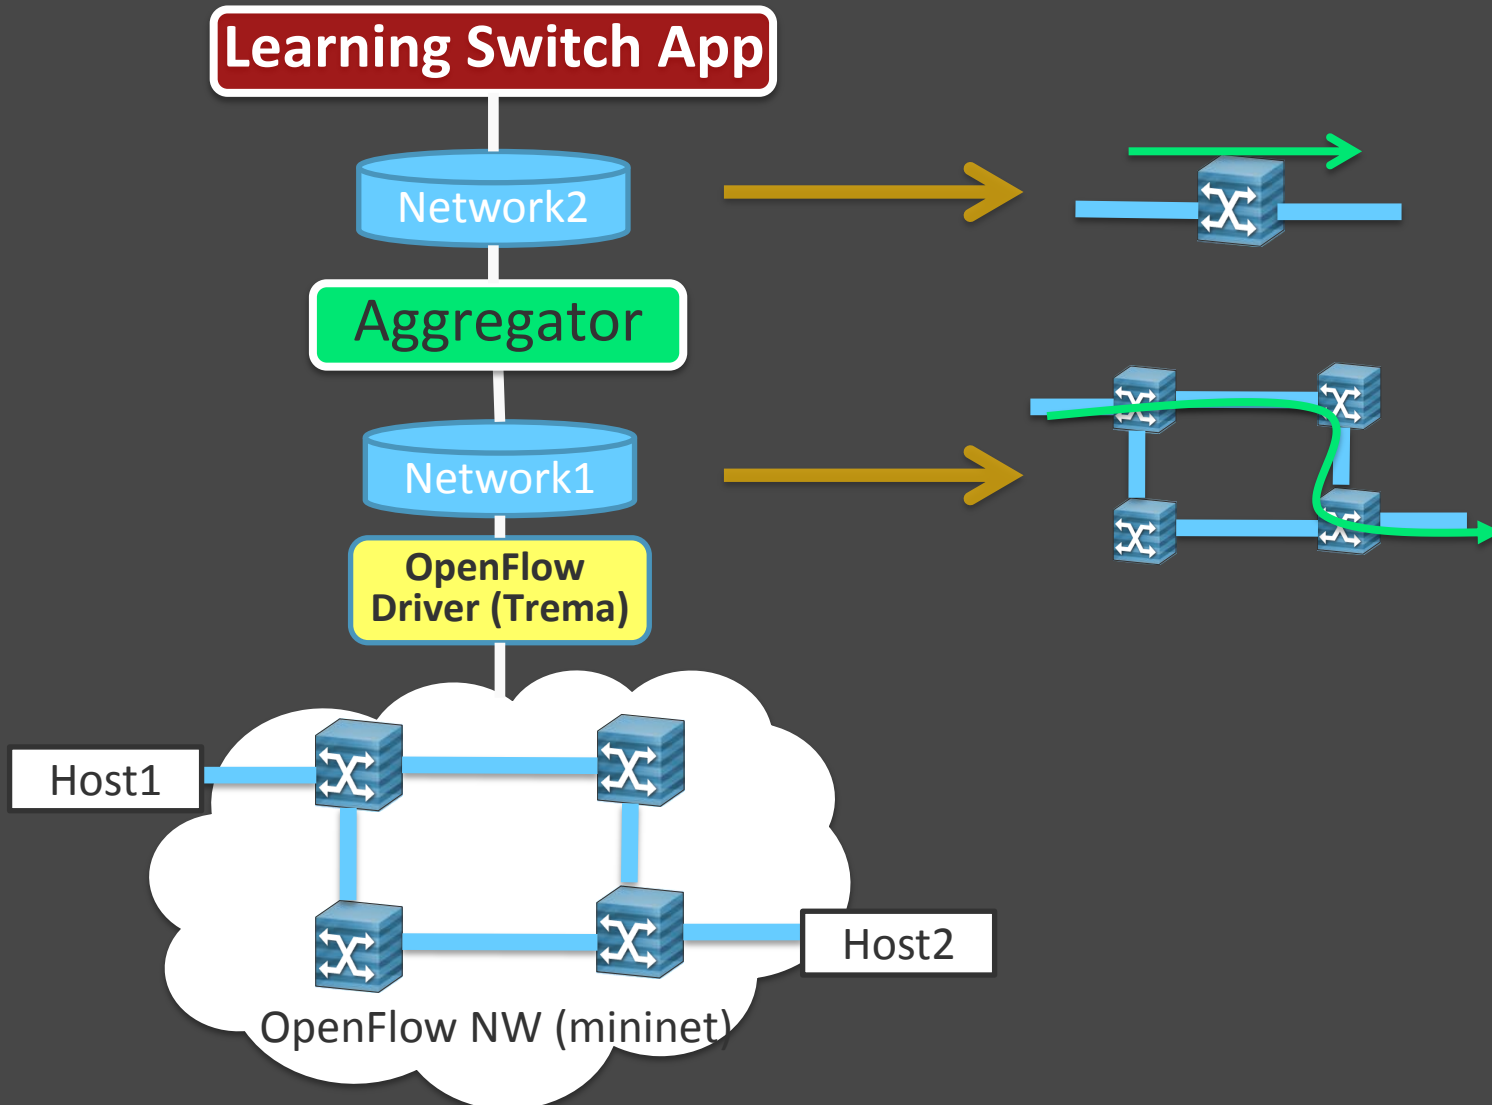 Learning Switch App
Network2
Aggregator
Network1
OpenFlow
Driver (Trema)
Host1
Host2
OpenFlow NW (mininet)